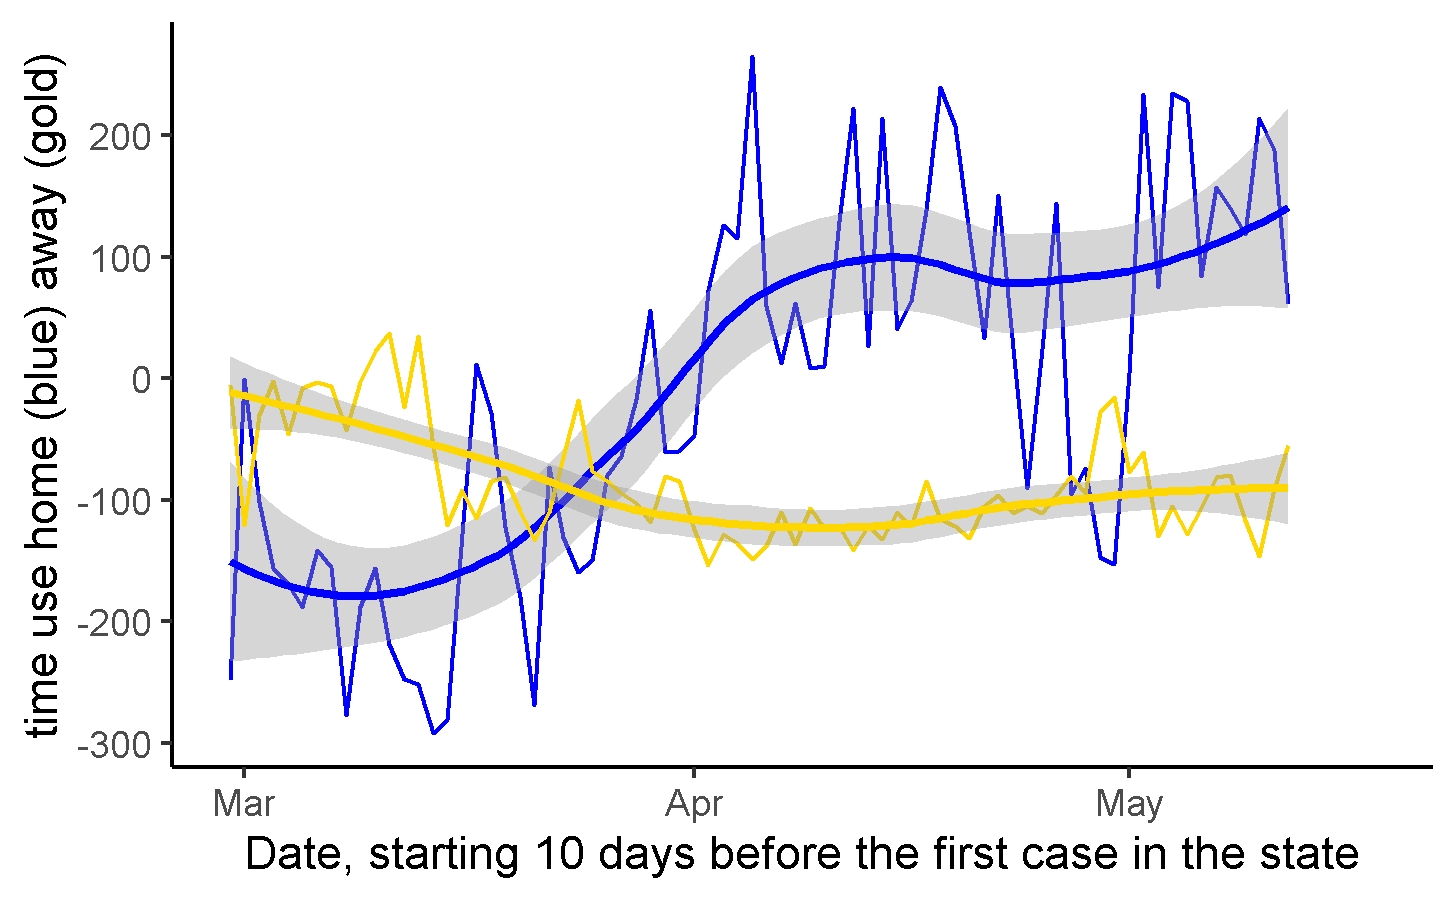 time use home (blue) away (gold)
200
100
0
-100
-200
-300
Mar Apr May
Date, starting 10 days before the first case in the state